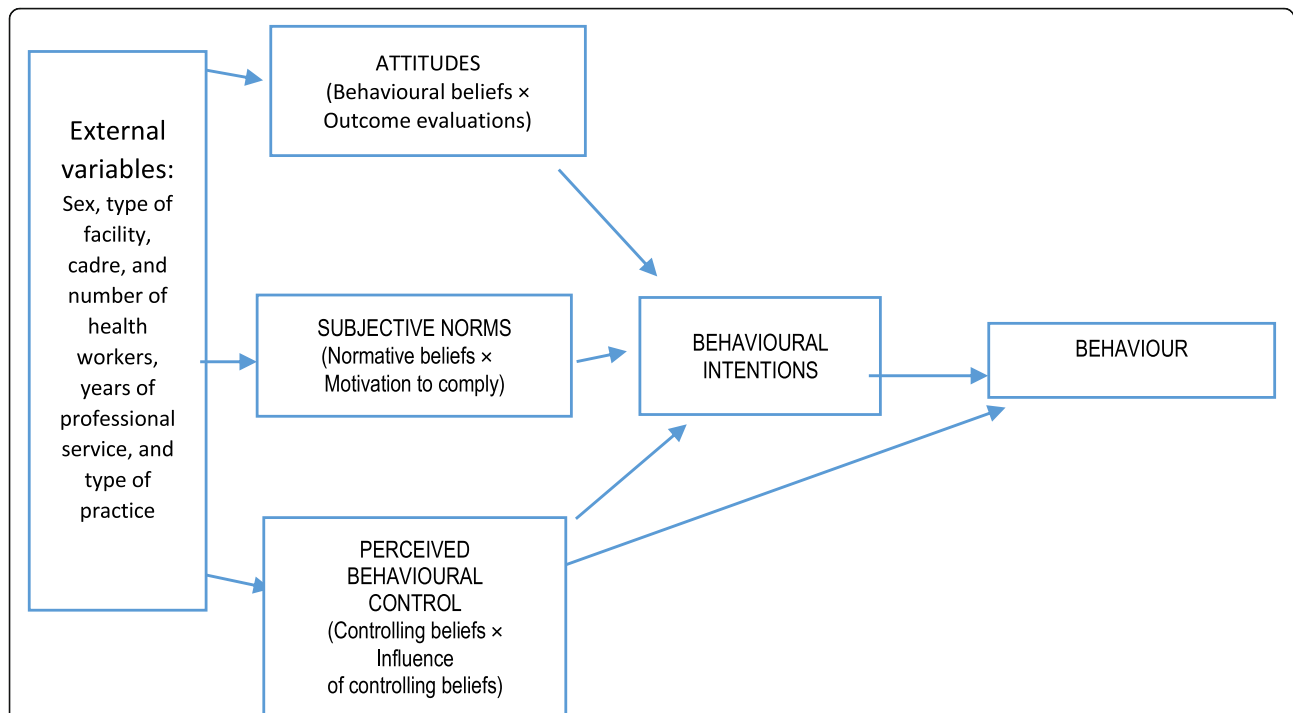 External
variables:
Sex, type of
facility,
cadre, and
number of
health
workers,
years of
professional
service, and
type of
practice
ATTITUDES
(Behavioural beliefs ×
Outcome evaluations)
SUBJECTIVE NORMS
(Normative beliefs ×
Motivation to comply)
PERCEIVED
BEHAVIOURAL
CONTROL
(Controlling beliefs ×
Influence
of controlling beliefs)
BEHAVIOURAL
INTENTIONS
BEHAVIOUR